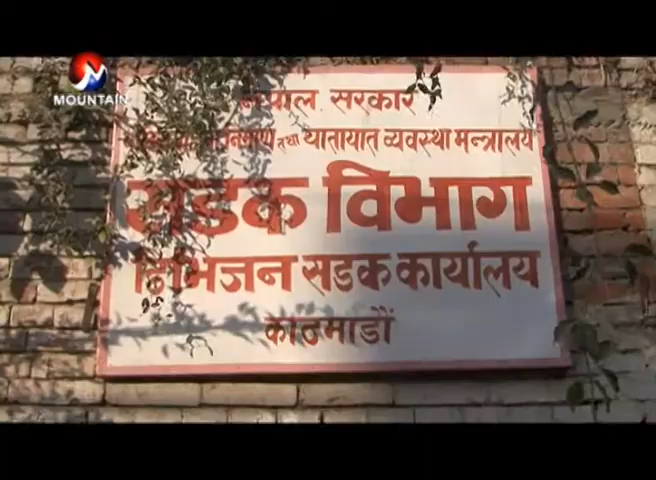 MOUNTAIN
नेपाल सरकार
निर्माण तथा यातायात व्यवस्था मन्त्रालय
सडक विभाग
डिभिजन सडक कार्यालय
काठमाडौं